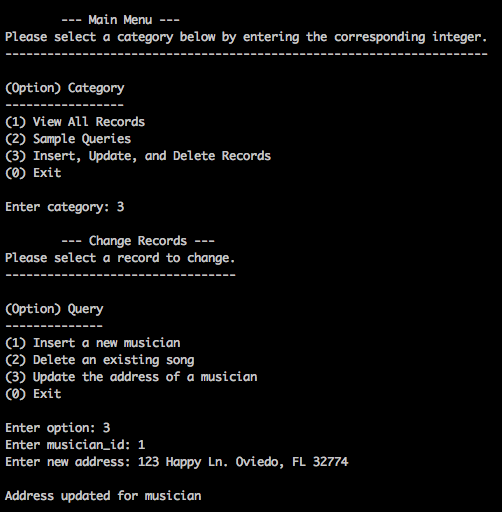 --- Main Menu ---
Please select a category below by entering the corresponding integer.
---------------------------------------------------------------------
(Option) Category
-----------------
(1) View All Records
(2) Sample Queries
(3) Insert, Update, and Delete Records
(0) Exit
Enter category: 3
--- Change Records ---
Please select a record to change.
---------------------------------
(Option) Query
--------------
(1) Insert a new musician
(2) Delete an existing song
(3) Update the address of a musician
(0) Exit
Enter option: 3
Enter musician_id: 1
Enter new address: 123 Happy Ln. Oviedo, FL 32774
Address updated for musician